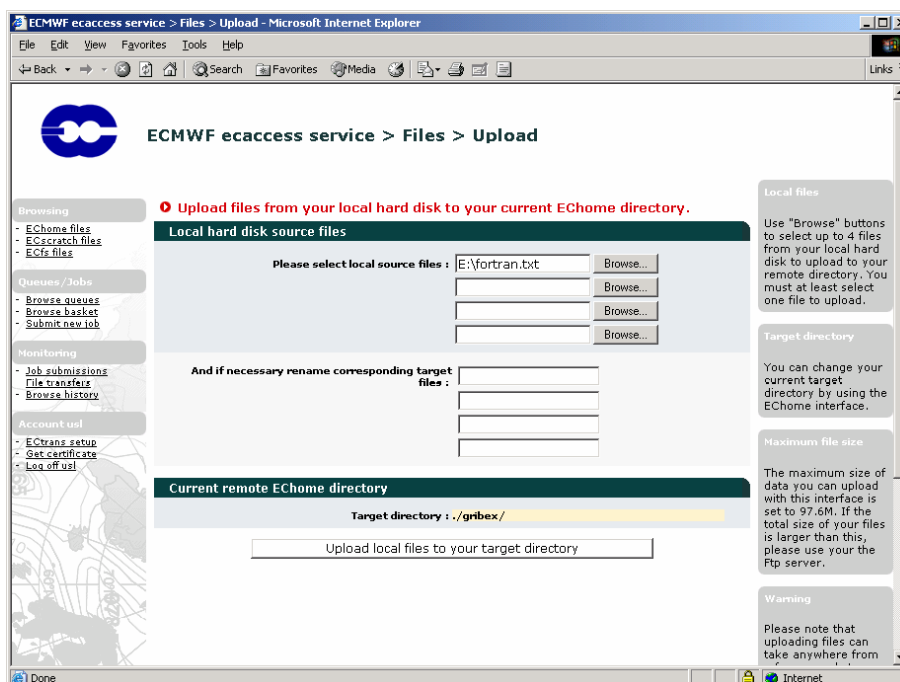 ECMWF ecaccess service > Files > Upload - Microsoft Internet Explorer
File Edit View Favorites Tools Help
Back Search Favorites Media Links
ECMWF ecaccess service > Files > Upload
Browsing
- EChome files
- ECscratch files
- ECfs files
Queues/Jobs
- Browse queues
- Browse basket
- Submit new job
Monitoring
- Job submissions
File transfers
- Browse history
Account usl
- ECtrans setup
- Get certificate
- Log off usl
Upload files from your local hard disk to your current EChome directory.
Local hard disk source files
Please select local source files : E:\fortran.txt Browse...
Browse...
Browse...
Browse...
And if necessary rename corresponding target
files :
Current remote EChome directory
Target directory : ./gribex/
Upload local files to your target directory
Local files
Use "Browse" buttons
to select up to 4 files
from your local hard
disk to upload to your
remote directory. You
must at least select
one file to upload.
Target directory
You can change your
current target
directory by using the
EChome interface.
Maximum file size
The maximum size of
data you can upload
with this interface is
set to 97.6M. If the
total size of your files
is larger than this,
please use your the
Ftp server.
Warning
Please note that
uploading files can
take anywhere from
Done Internet